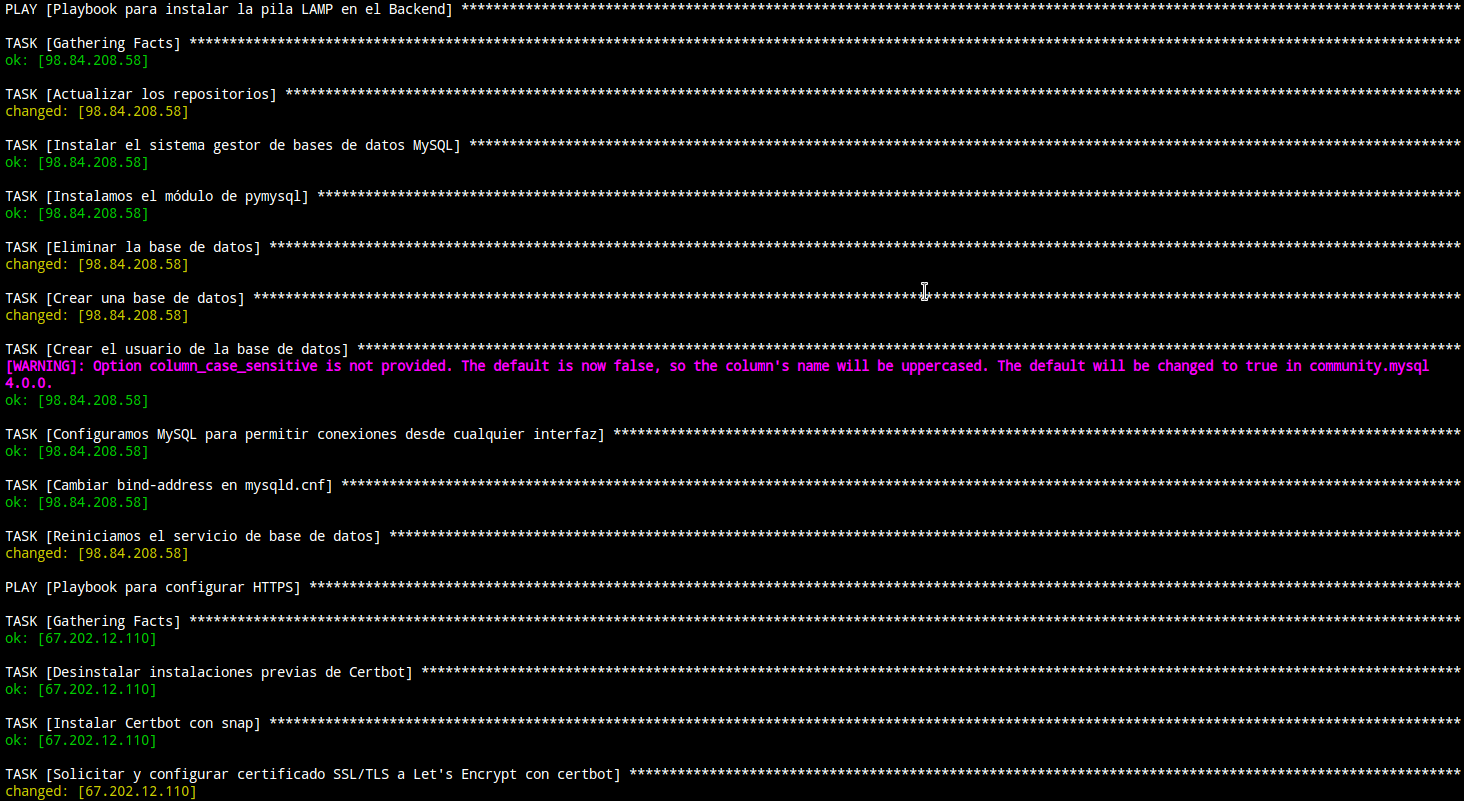 PLAY [Playbook para instalar la pila LAMP en el Backend] *****************************************************************************************************************************
TASK [Gathering Facts] ***************************************************************************************************************************************************************
ok: [98.84.208.58]
TASK [Actualizar los repositorios] ***************************************************************************************************************************************************
changed: [98.84.208.58]
TASK [Instalar el sistema gestor de bases de datos MySQL] ****************************************************************************************************************************
ok: [98.84.208.58]
TASK [Instalamos el módulo de pymysql] ***********************************************************************************************************************************************
ok: [98.84.208.58]
TASK [Eliminar la base de datos] *****************************************************************************************************************************************************
changed: [98.84.208.58]
TASK [Crear una base de datos] *******************************************************************************************************************************************************
changed: [98.84.208.58]
TASK [Crear el usuario de la base de datos] ******************************************************************************************************************************************
[WARNING]: Option column_case_sensitive is not provided. The default is now false, so the column's name will be uppercased. The default will be changed to true in community.mysql
4.0.0.
ok: [98.84.208.58]
TASK [Configuramos MySQL para permitir conexiones desde cualquier interfaz] **********************************************************************************************************
ok: [98.84.208.58]
TASK [Cambiar bind-address en mysqld.cnf] ********************************************************************************************************************************************
ok: [98.84.208.58]
TASK [Reiniciamos el servicio de base de datos] **************************************************************************************************************************************
changed: [98.84.208.58]
PLAY [Playbook para configurar HTTPS] ************************************************************************************************************************************************
TASK [Gathering Facts] ***************************************************************************************************************************************************************
ok: [67.202.12.110]
TASK [Desinstalar instalaciones previas de Certbot] **********************************************************************************************************************************
ok: [67.202.12.110]
TASK [Instalar Certbot con snap] *****************************************************************************************************************************************************
ok: [67.202.12.110]
TASK [Solicitar y configurar certificado SSL/TLS a Let's Encrypt con certbot] ********************************************************************************************************
changed: [67.202.12.110]